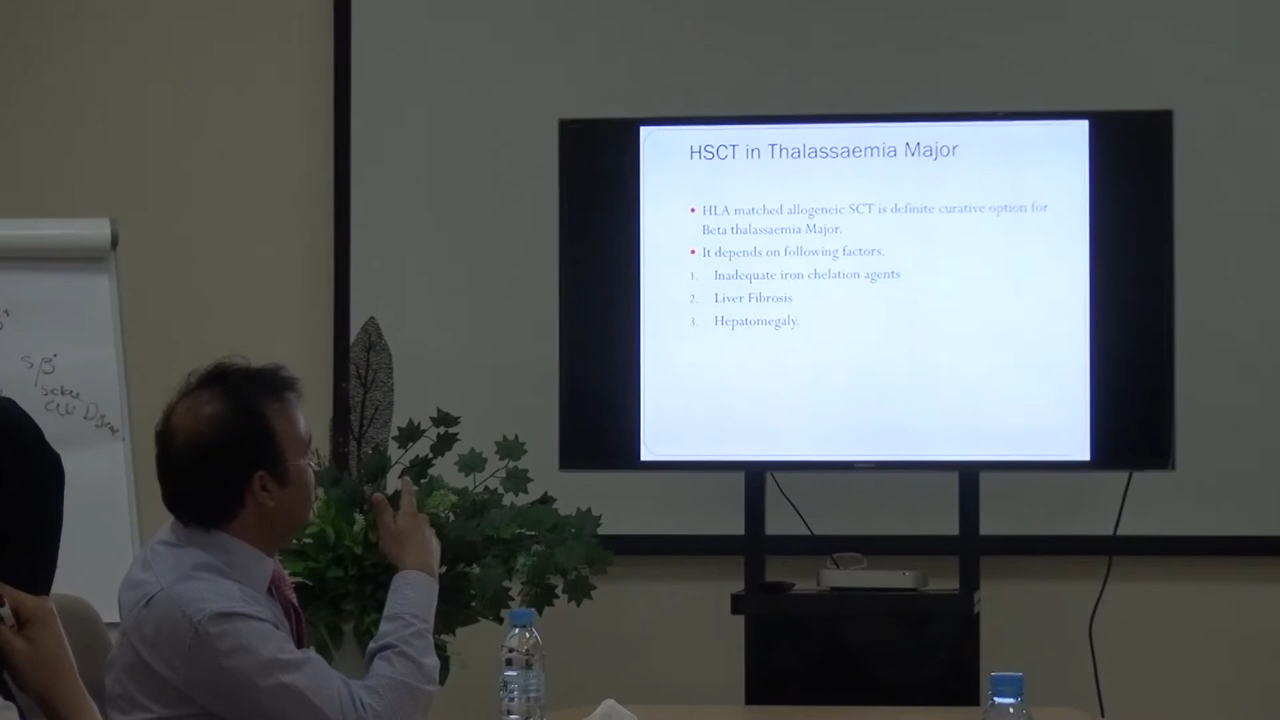 HSCT in Thalassaemia Major
• HLA matched allogeneic SCT is definite curative option for
Beta thalassaemia Major.
• It depends on following factors.
1. Inadequate iron chelation agents
2. Liver Fibrosis
3. Hepatomegaly.
Sβ°